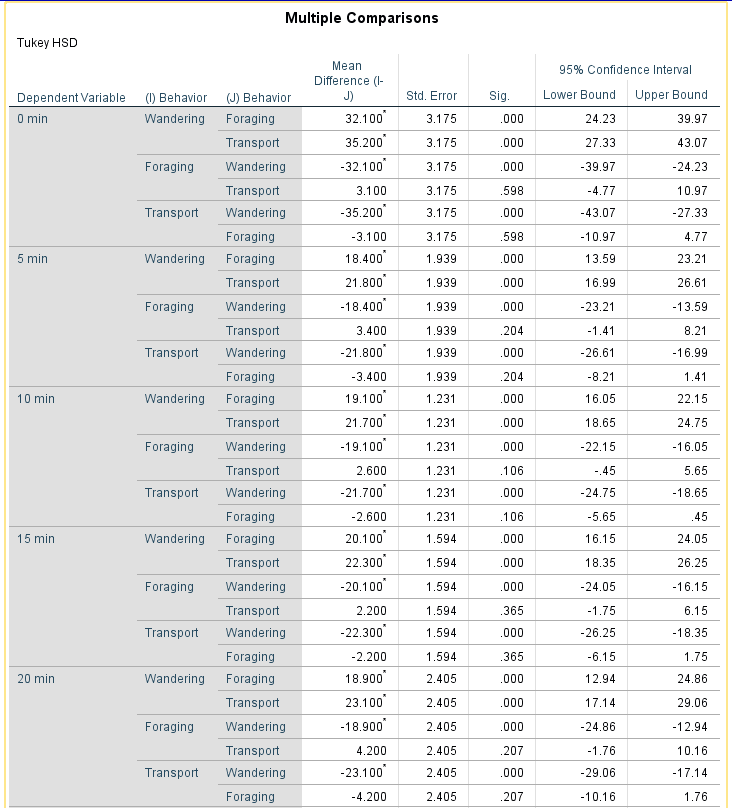 Multiple Comparisons
Tukey HSD
Dependent Variable (I) Behavior (J) Behavior Mean Difference (I-J) Std. Error Sig. 95% Confidence Interval Lower Bound Upper Bound
0 min Wandering Foraging 32.100* 3.175 .000 24.23 39.97
Transport 35.200* 3.175 .000 27.33 43.07
Foraging Wandering -32.100* 3.175 .000 -39.97 -24.23
Transport 3.100 3.175 .598 -4.77 10.97
Transport Wandering -35.200* 3.175 .000 -43.07 -27.33
Foraging -3.100 3.175 .598 -10.97 4.77
5 min Wandering Foraging 18.400* 1.939 .000 13.59 23.21
Transport 21.800* 1.939 .000 16.99 26.61
Foraging Wandering -18.400* 1.939 .000 -23.21 -13.59
Transport 3.400 1.939 .204 -1.41 8.21
Transport Wandering -21.800* 1.939 .000 -26.61 -16.99
Foraging -3.400 1.939 .204 -8.21 1.41
10 min Wandering Foraging 19.100* 1.231 .000 16.05 22.15
Transport 21.700* 1.231 .000 18.65 24.75
Foraging Wandering -19.100* 1.231 .000 -22.15 -16.05
Transport 2.600 1.231 .106 -.45 5.65
Transport Wandering -21.700* 1.231 .000 -24.75 -18.65
Foraging -2.600 1.231 .106 -5.65 .45
15 min Wandering Foraging 20.100* 1.594 .000 16.15 24.05
Transport 22.300* 1.594 .000 18.35 26.25
Foraging Wandering -20.100* 1.594 .000 -24.05 -16.15
Transport 2.200 1.594 .365 -1.75 6.15
Transport Wandering -22.300* 1.594 .000 -26.25 -18.35
Foraging -2.200 1.594 .365 -6.15 1.75
20 min Wandering Foraging 18.900* 2.405 .000 12.94 24.86
Transport 23.100* 2.405 .000 17.14 29.06
Foraging Wandering -18.900* 2.405 .000 -24.86 -12.94
Transport 4.200 2.405 .207 -1.76 10.16
Transport Wandering -23.100* 2.405 .000 -29.06 -17.14
Foraging -4.200 2.405 .207 -10.16 1.76